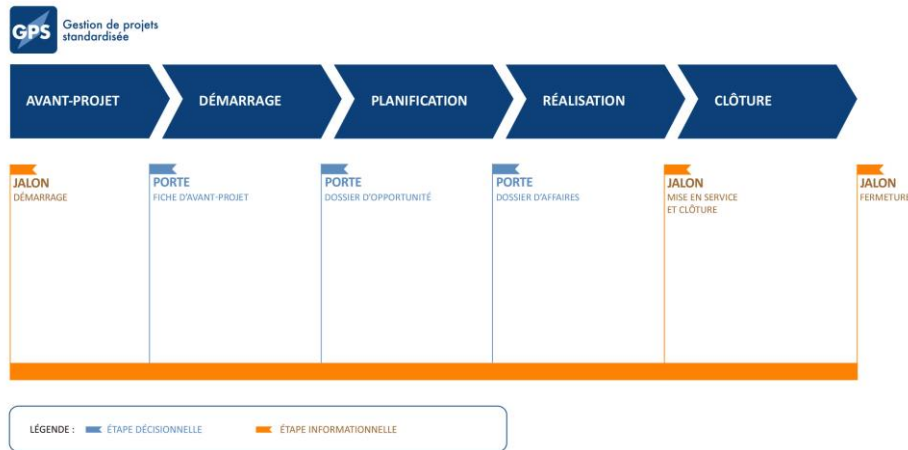 GPS
Gestion de projets
standardisée
AVANT-PROJET
DÉMARRAGE
PLANIFICATION
RÉALISATION
CLÔTURE
JALON
DÉMARRAGE
PORTE
FICHE D'AVANT-PROJET
PORTE
DOSSIER D'OPPORTUNITÉ
PORTE
DOSSIER D'AFFAIRES
JALON
MISE EN SERVICE
ET CLÔTURE
JALON
FERMETURE
LÉGENDE :
ÉTAPE DÉCISIONNELLE
ÉTAPE INFORMATIONNELLE